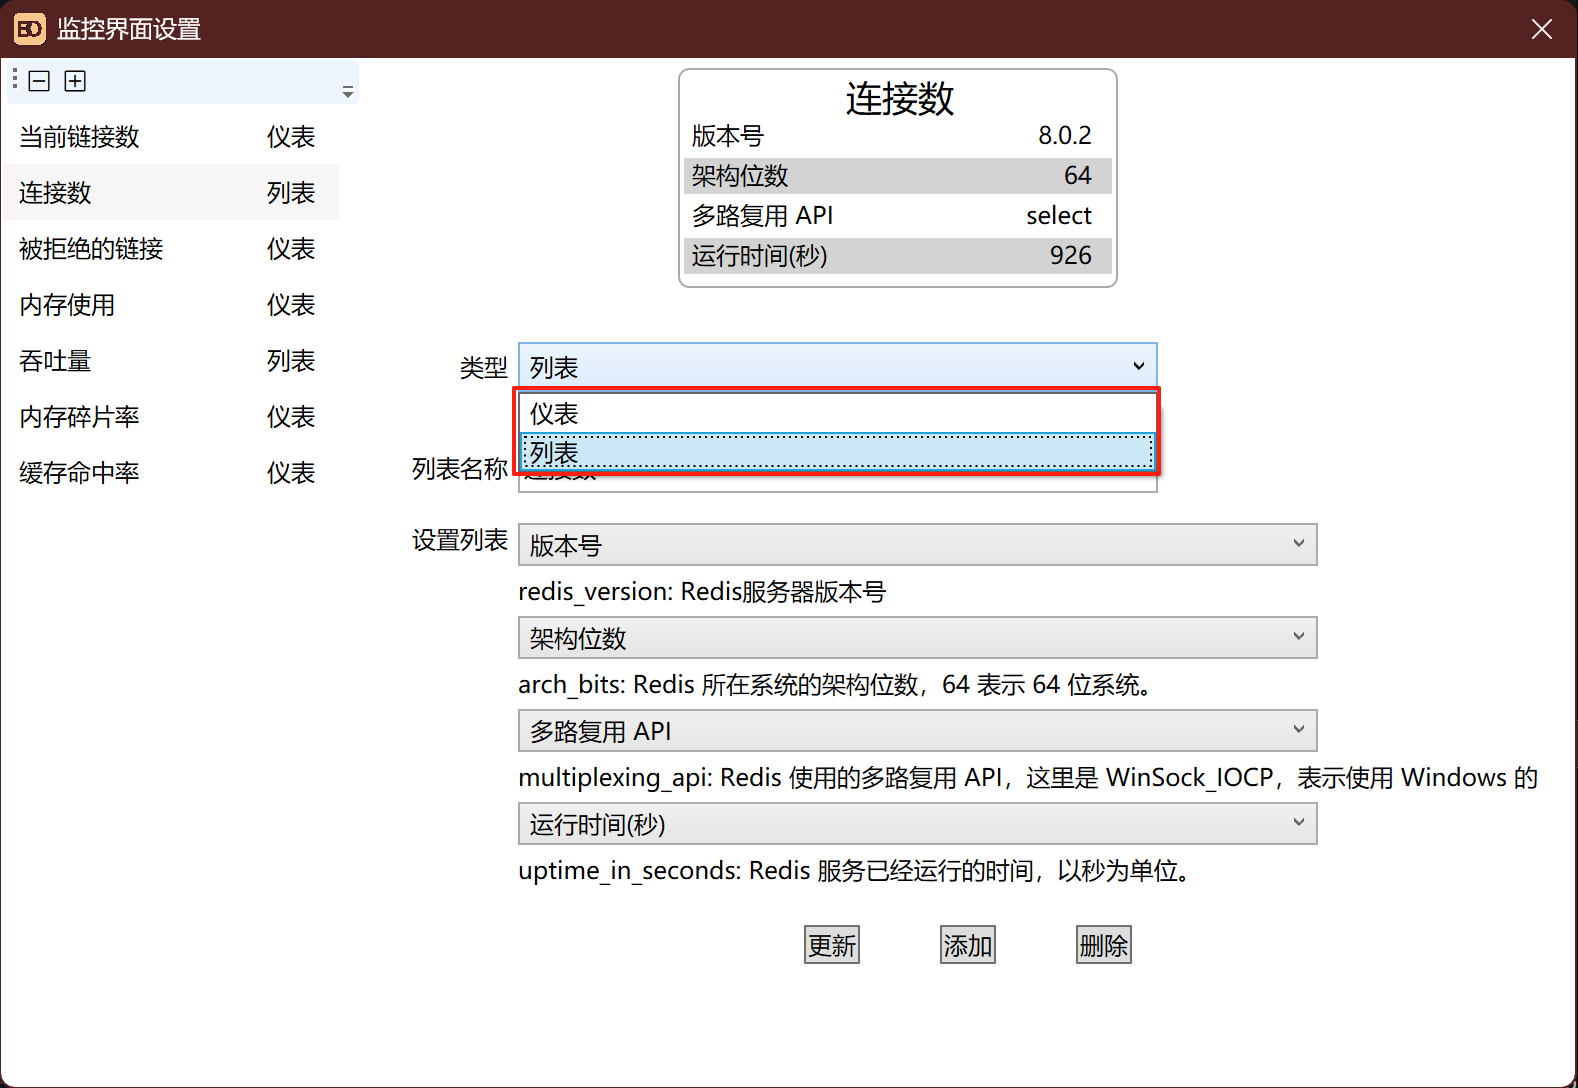 BD 监控界面设置
当前链接数 仪表
连接数 列表
被拒绝的链接 仪表
内存使用 仪表
吞吐量 列表
内存碎片率 仪表
缓存命中率 仪表
连接数
版本号 8.0.2
架构位数 64
多路复用 API select
运行时间(秒) 926
类型 列表
仪表
列表
列表名称 连接数
设置列表 版本号
redis_version: Redis服务器版本号
架构位数
arch_bits: Redis 所在系统的架构位数，64 表示 64 位系统。
多路复用 API
multiplexing_api: Redis 使用的多路复用 API，这里是 WinSock_IOCP，表示使用 Windows 的
运行时间(秒)
uptime_in_seconds: Redis 服务已经运行的时间，以秒为单位。
更新 添加 删除